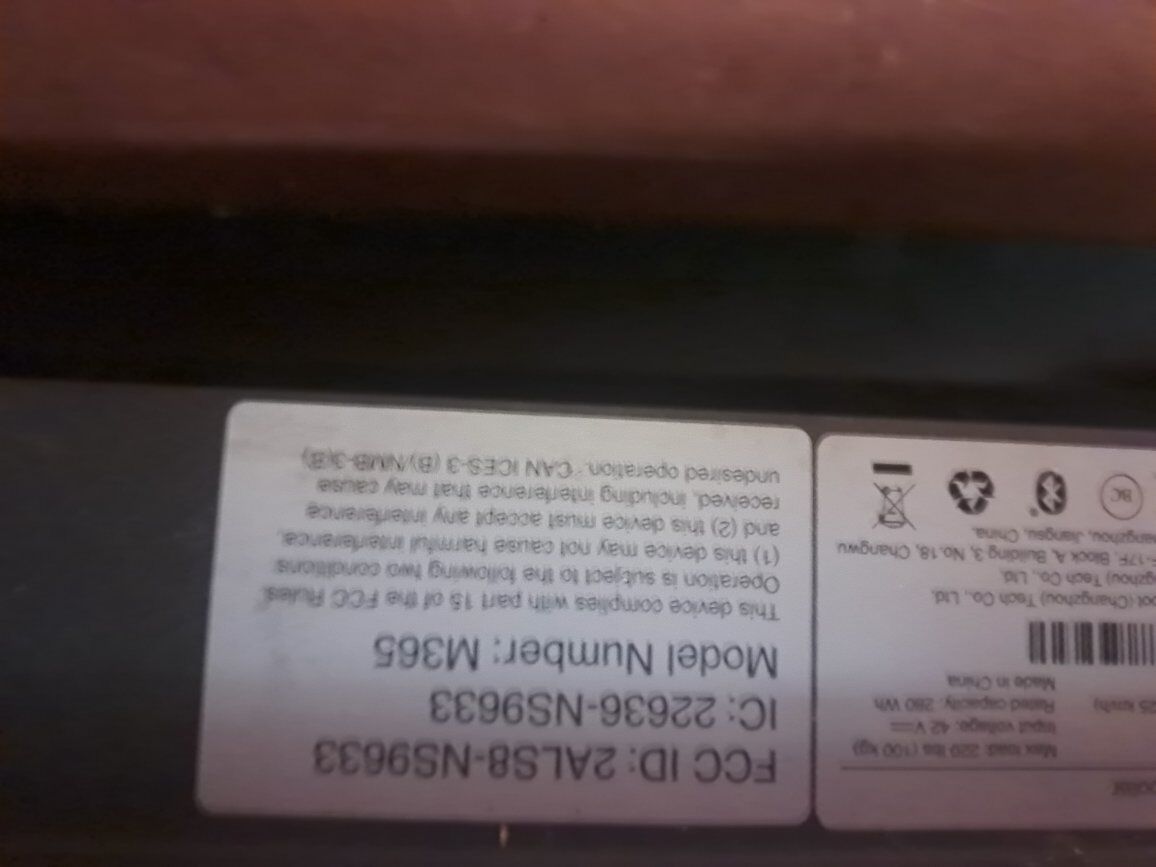 FCC ID: 2ALS8-NS9633
IC: 22636-NS9633
Model Number: M365
This device complies with part 15 of the FCC Rules.
Operation is subject to the following two conditions:
(1) this device may not cause harmful interference,
and (2) this device must accept any interference
received, including interference that may cause
undesired operation. CAN ICES-3 (B)/NMB-3(B)
Max load: 220 lbs (100 kg)
Input voltage: 42 V
25 km/h) Rated capacity: 280 Wh
Made in China
(Changzhou) Tech Co., Ltd.
Tech Co., Ltd.
17F, Block A, Building 3, No.18, Changwu
Jiangsu, China.
BC